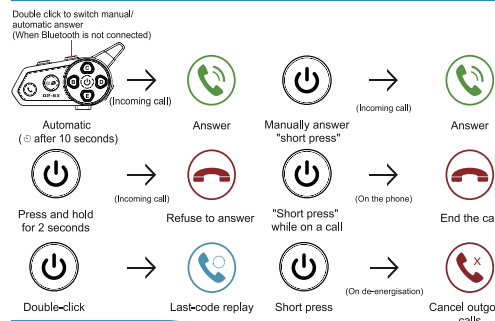 Double click to switch manual/
automatic answer
(When Bluetooth is not connected)
(Incoming call)
(Incoming call)
Automatic
(⏲ after 10 seconds)
Answer
Manually answer
"short press"
Answer
(Incoming call)
(On the phone)
Press and hold
for 2 seconds
Refuse to answer
"Short press"
while on a call
End the ca
X
(On de-energisation)
Double-click
Last-code replay
Short press
Cancel outgo
calls